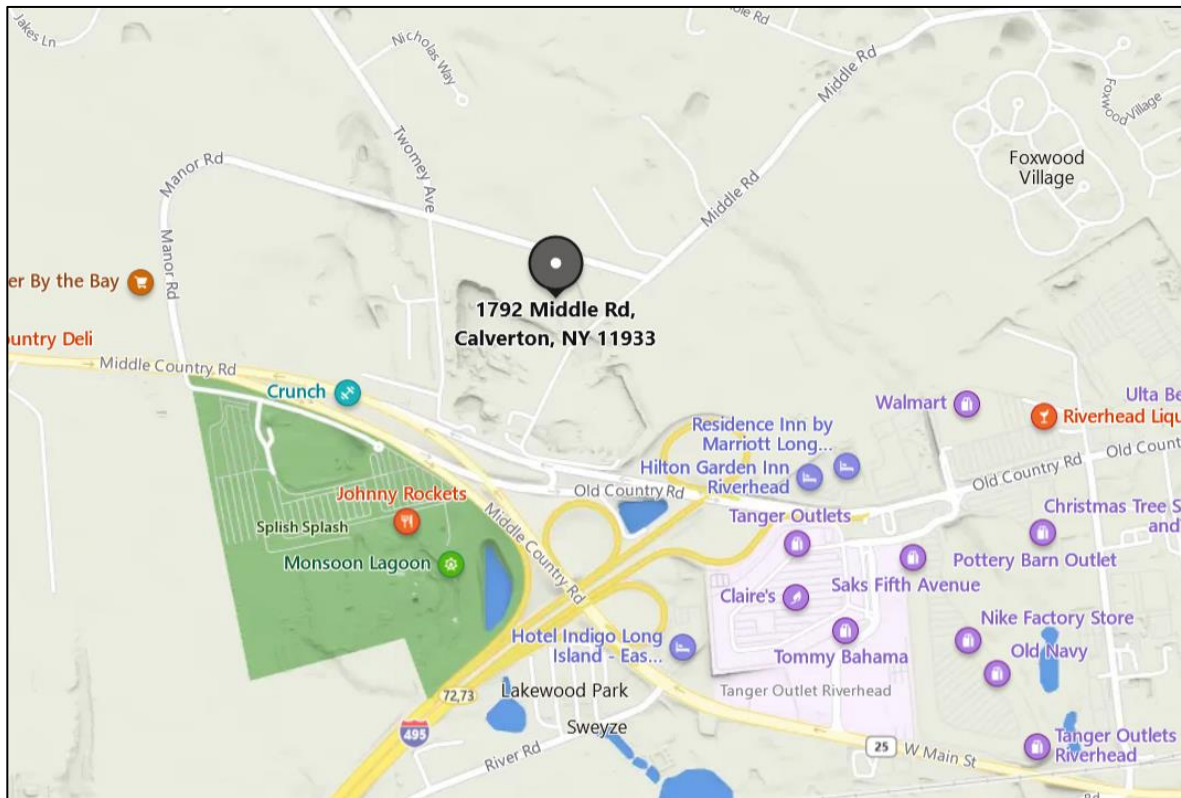 Jakes Ln
Nicholas Way
Middle Rd
Foxwood
Village
Foxwood
Village
Twomey Ave
Manor Rd
Middle Rd
Manor Rd
er By the Bay
1792 Middle Rd,
Calverton, NY 11933
ountry Deli
Middle Country Rd
Crunch
Walmart
Ulta Be
Riverhead Liqu
Residence Inn by
Marriott Long...
Hilton Garden Inn
Riverhead
Old Country Rd
Old Count
Old Country Rd
Johnny Rockets
Splish Splash
Middle Country Rd
Tanger Outlets
Christmas Tree S
and
Monsoon Lagoon
Pottery Barn Outlet
Saks Fifth Avenue
Claire's
Nike Factory Store
Hotel Indigo Long
Island - Eas...
Tommy Bahama
Old Navy
72,73
Lakewood Park
Tanger Outlet Riverhead
495
Sweyze
River Rd
25
W Main St
Tanger Outlets
Riverhead
Rd